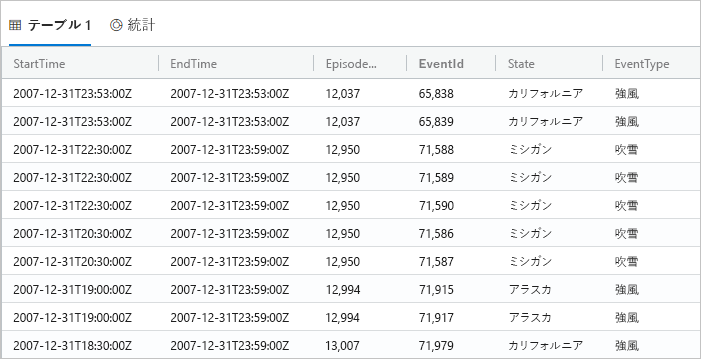 テーブル 1 統計
StartTime EndTime Episode... EventId State EventType
2007-12-31T23:53:00Z 2007-12-31T23:53:00Z 12,037 65,838 カリフォルニア 強風
2007-12-31T23:53:00Z 2007-12-31T23:53:00Z 12,037 65,839 カリフォルニア 強風
2007-12-31T22:30:00Z 2007-12-31T23:59:00Z 12,950 71,588 ミシガン 吹雪
2007-12-31T22:30:00Z 2007-12-31T23:59:00Z 12,950 71,589 ミシガン 吹雪
2007-12-31T22:30:00Z 2007-12-31T23:59:00Z 12,950 71,590 ミシガン 吹雪
2007-12-31T20:30:00Z 2007-12-31T23:59:00Z 12,950 71,586 ミシガン 吹雪
2007-12-31T20:30:00Z 2007-12-31T23:59:00Z 12,950 71,587 ミシガン 吹雪
2007-12-31T19:00:00Z 2007-12-31T23:59:00Z 12,994 71,915 アラスカ 強風
2007-12-31T19:00:00Z 2007-12-31T23:59:00Z 12,994 71,917 アラスカ 強風
2007-12-31T18:30:00Z 2007-12-31T23:59:00Z 13,007 71,979 カリフォルニア 強風